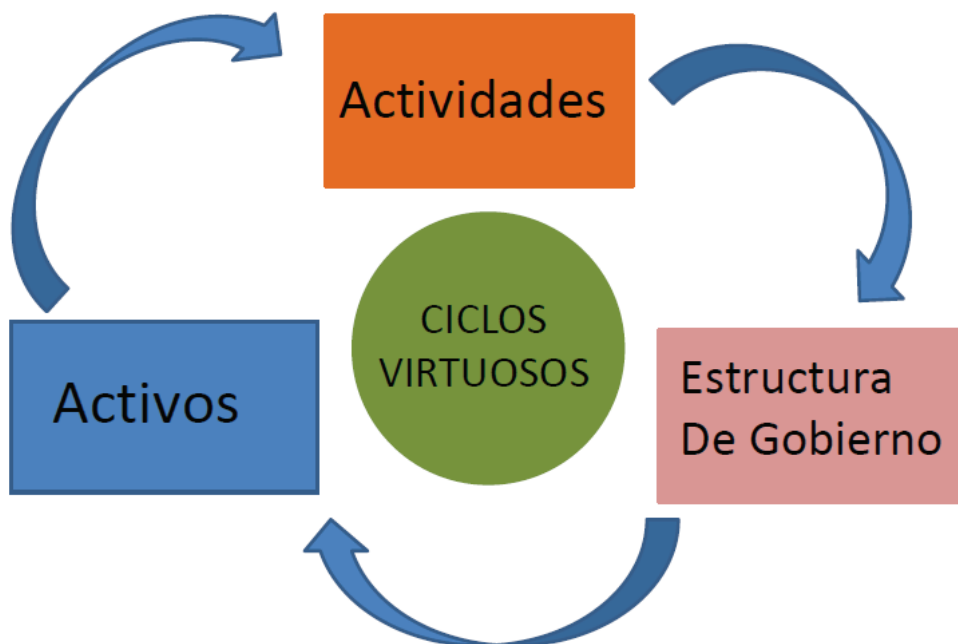 Actividades
CICLOS
VIRTUOSOS
Activos
Estructura
De Gobierno